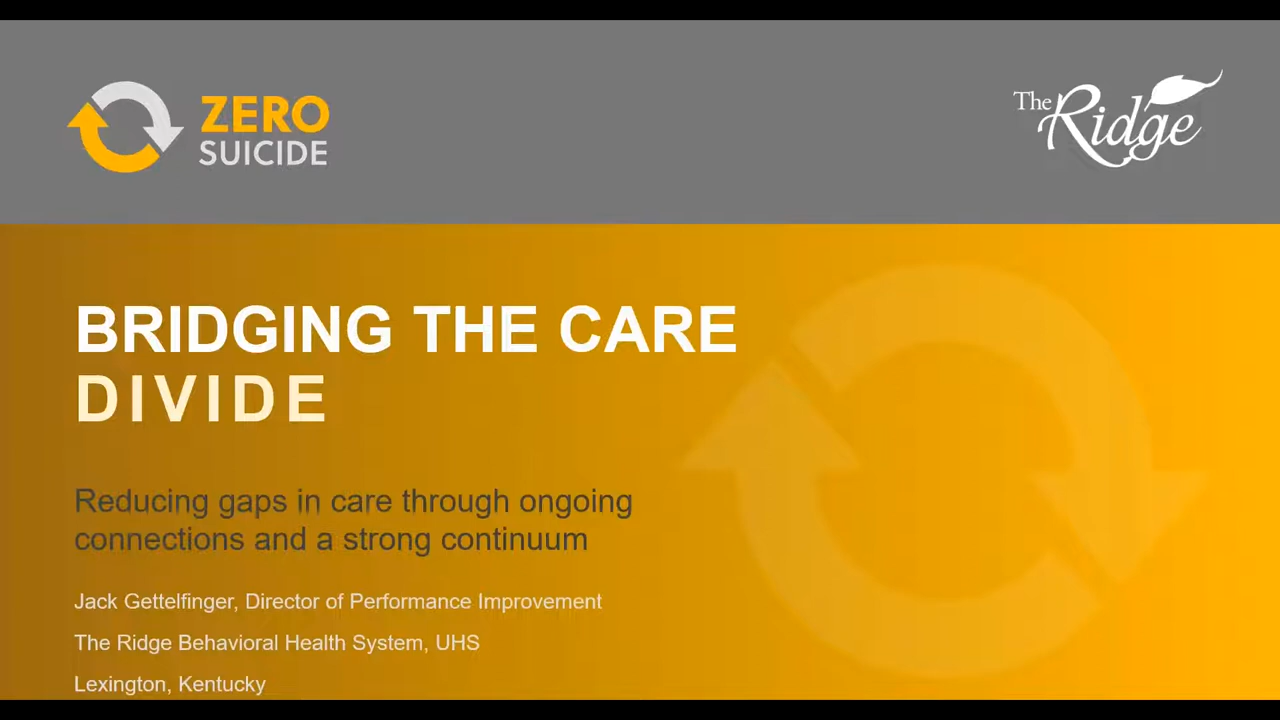 ZERO
SUICIDE
The Ridge
BRIDGING THE CARE
DIVIDE
Reducing gaps in care through ongoing
connections and a strong continuum
Jack Gettelfinger, Director of Performance Improvement
The Ridge Behavioral Health System, UHS
Lexington, Kentucky